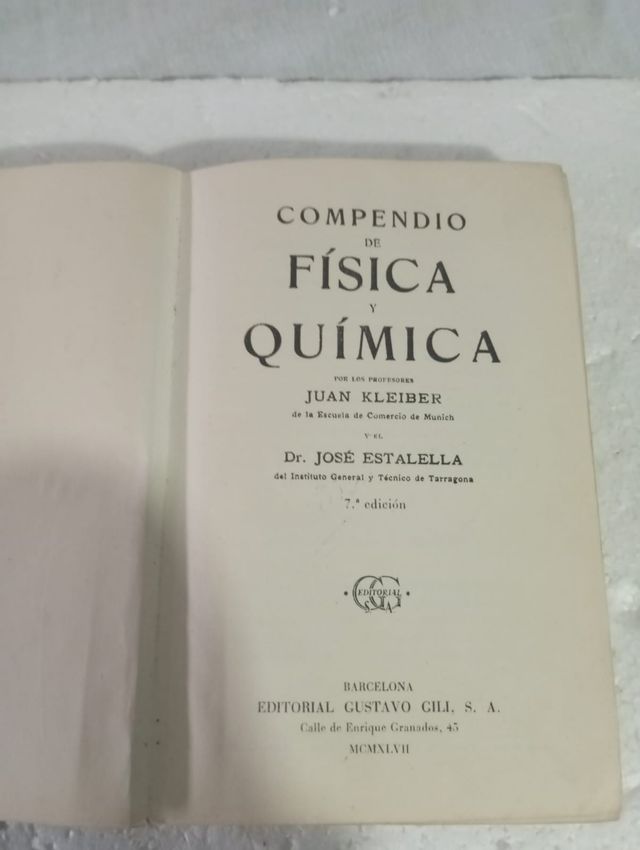 COMPENDIO
DE
FÍSICA
Y
QUÍMICA
POR LOS PROFESORES
JUAN KLEIBER
de la Escuela de Comercio de Munich
Y EL
Dr. JOSÉ ESTALELLA
del Instituto General y Técnico de Tarragona
7.ª edición
GG
EDITORIAL
SA
BARCELONA
EDITORIAL GUSTAVO GILI, S. A.
Calle de Enrique Granados, 45
MCMXLVII